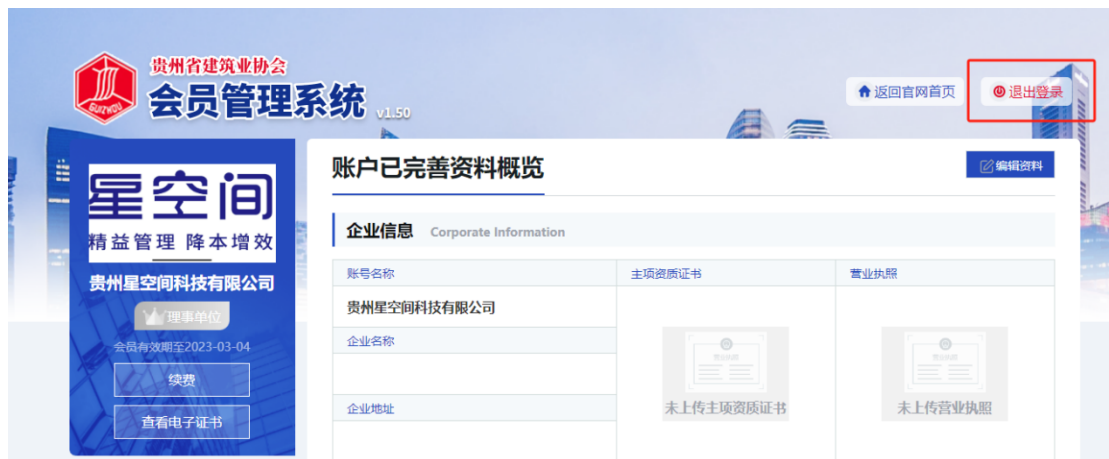 贵州省建筑业协会
会员管理系统 v1.50
GUIZHOU
返回官网首页
退出登录
星空间
精益管理 降本增效
贵州星空间科技有限公司
理事单位
会员有效期至2023-03-04
续费
查看电子证书
账户已完善资料概览
编辑资料
企业信息 Corporate Information
账号名称
贵州星空间科技有限公司
企业名称
企业地址
主项资质证书
未上传主项资质证书
营业执照
未上传营业执照